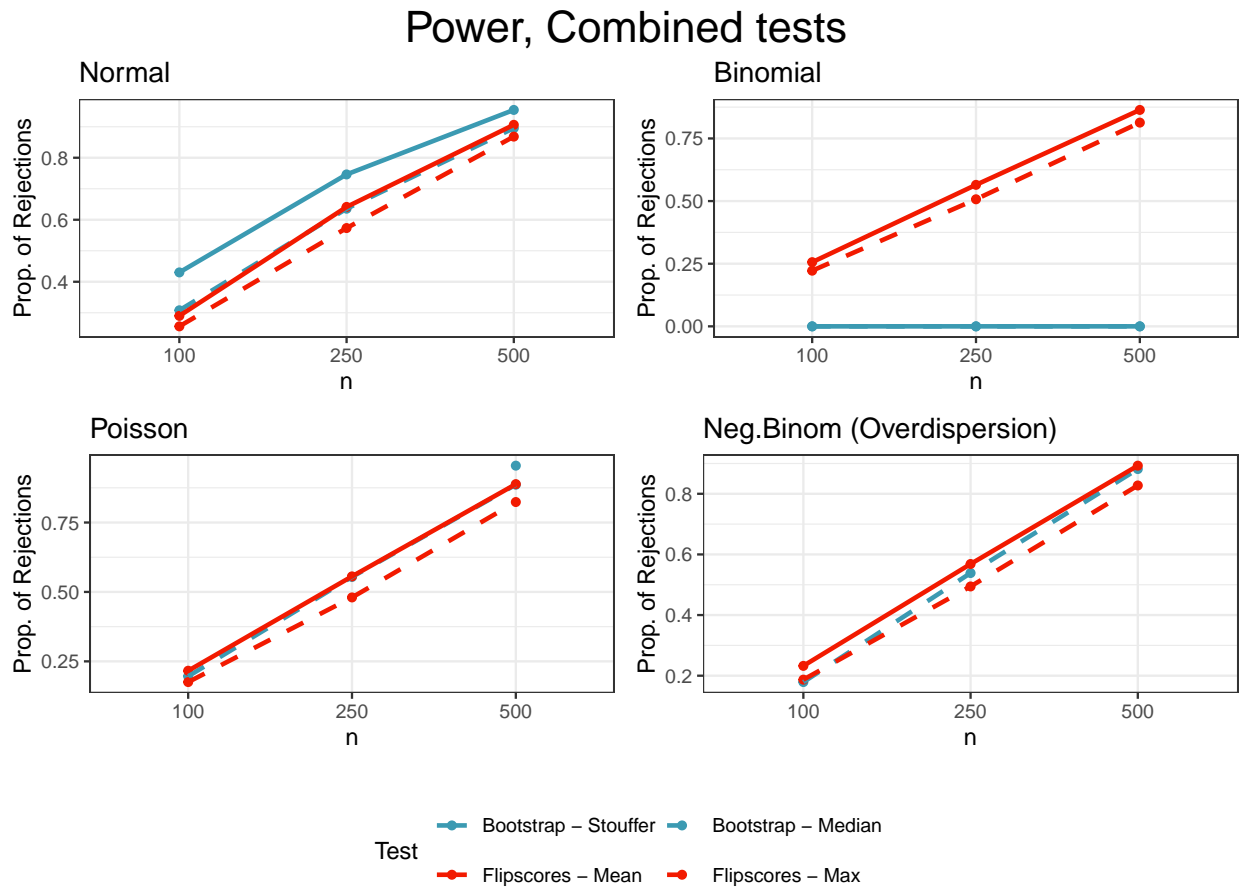 Power, Combined tests
Normal
Prop. of Rejections
0.8
0.6
0.4
100 250 500
n
Binomial
Prop. of Rejections
0.75
0.50
0.25
0.00
100 250 500
n
Poisson
Prop. of Rejections
0.75
0.50
0.25
100 250 500
n
Neg.Binom (Overdispersion)
Prop. of Rejections
0.8
0.6
0.4
0.2
100 250 500
n
Test
Bootstrap − Stouffer
Bootstrap − Median
Flipscores − Mean
Flipscores − Max